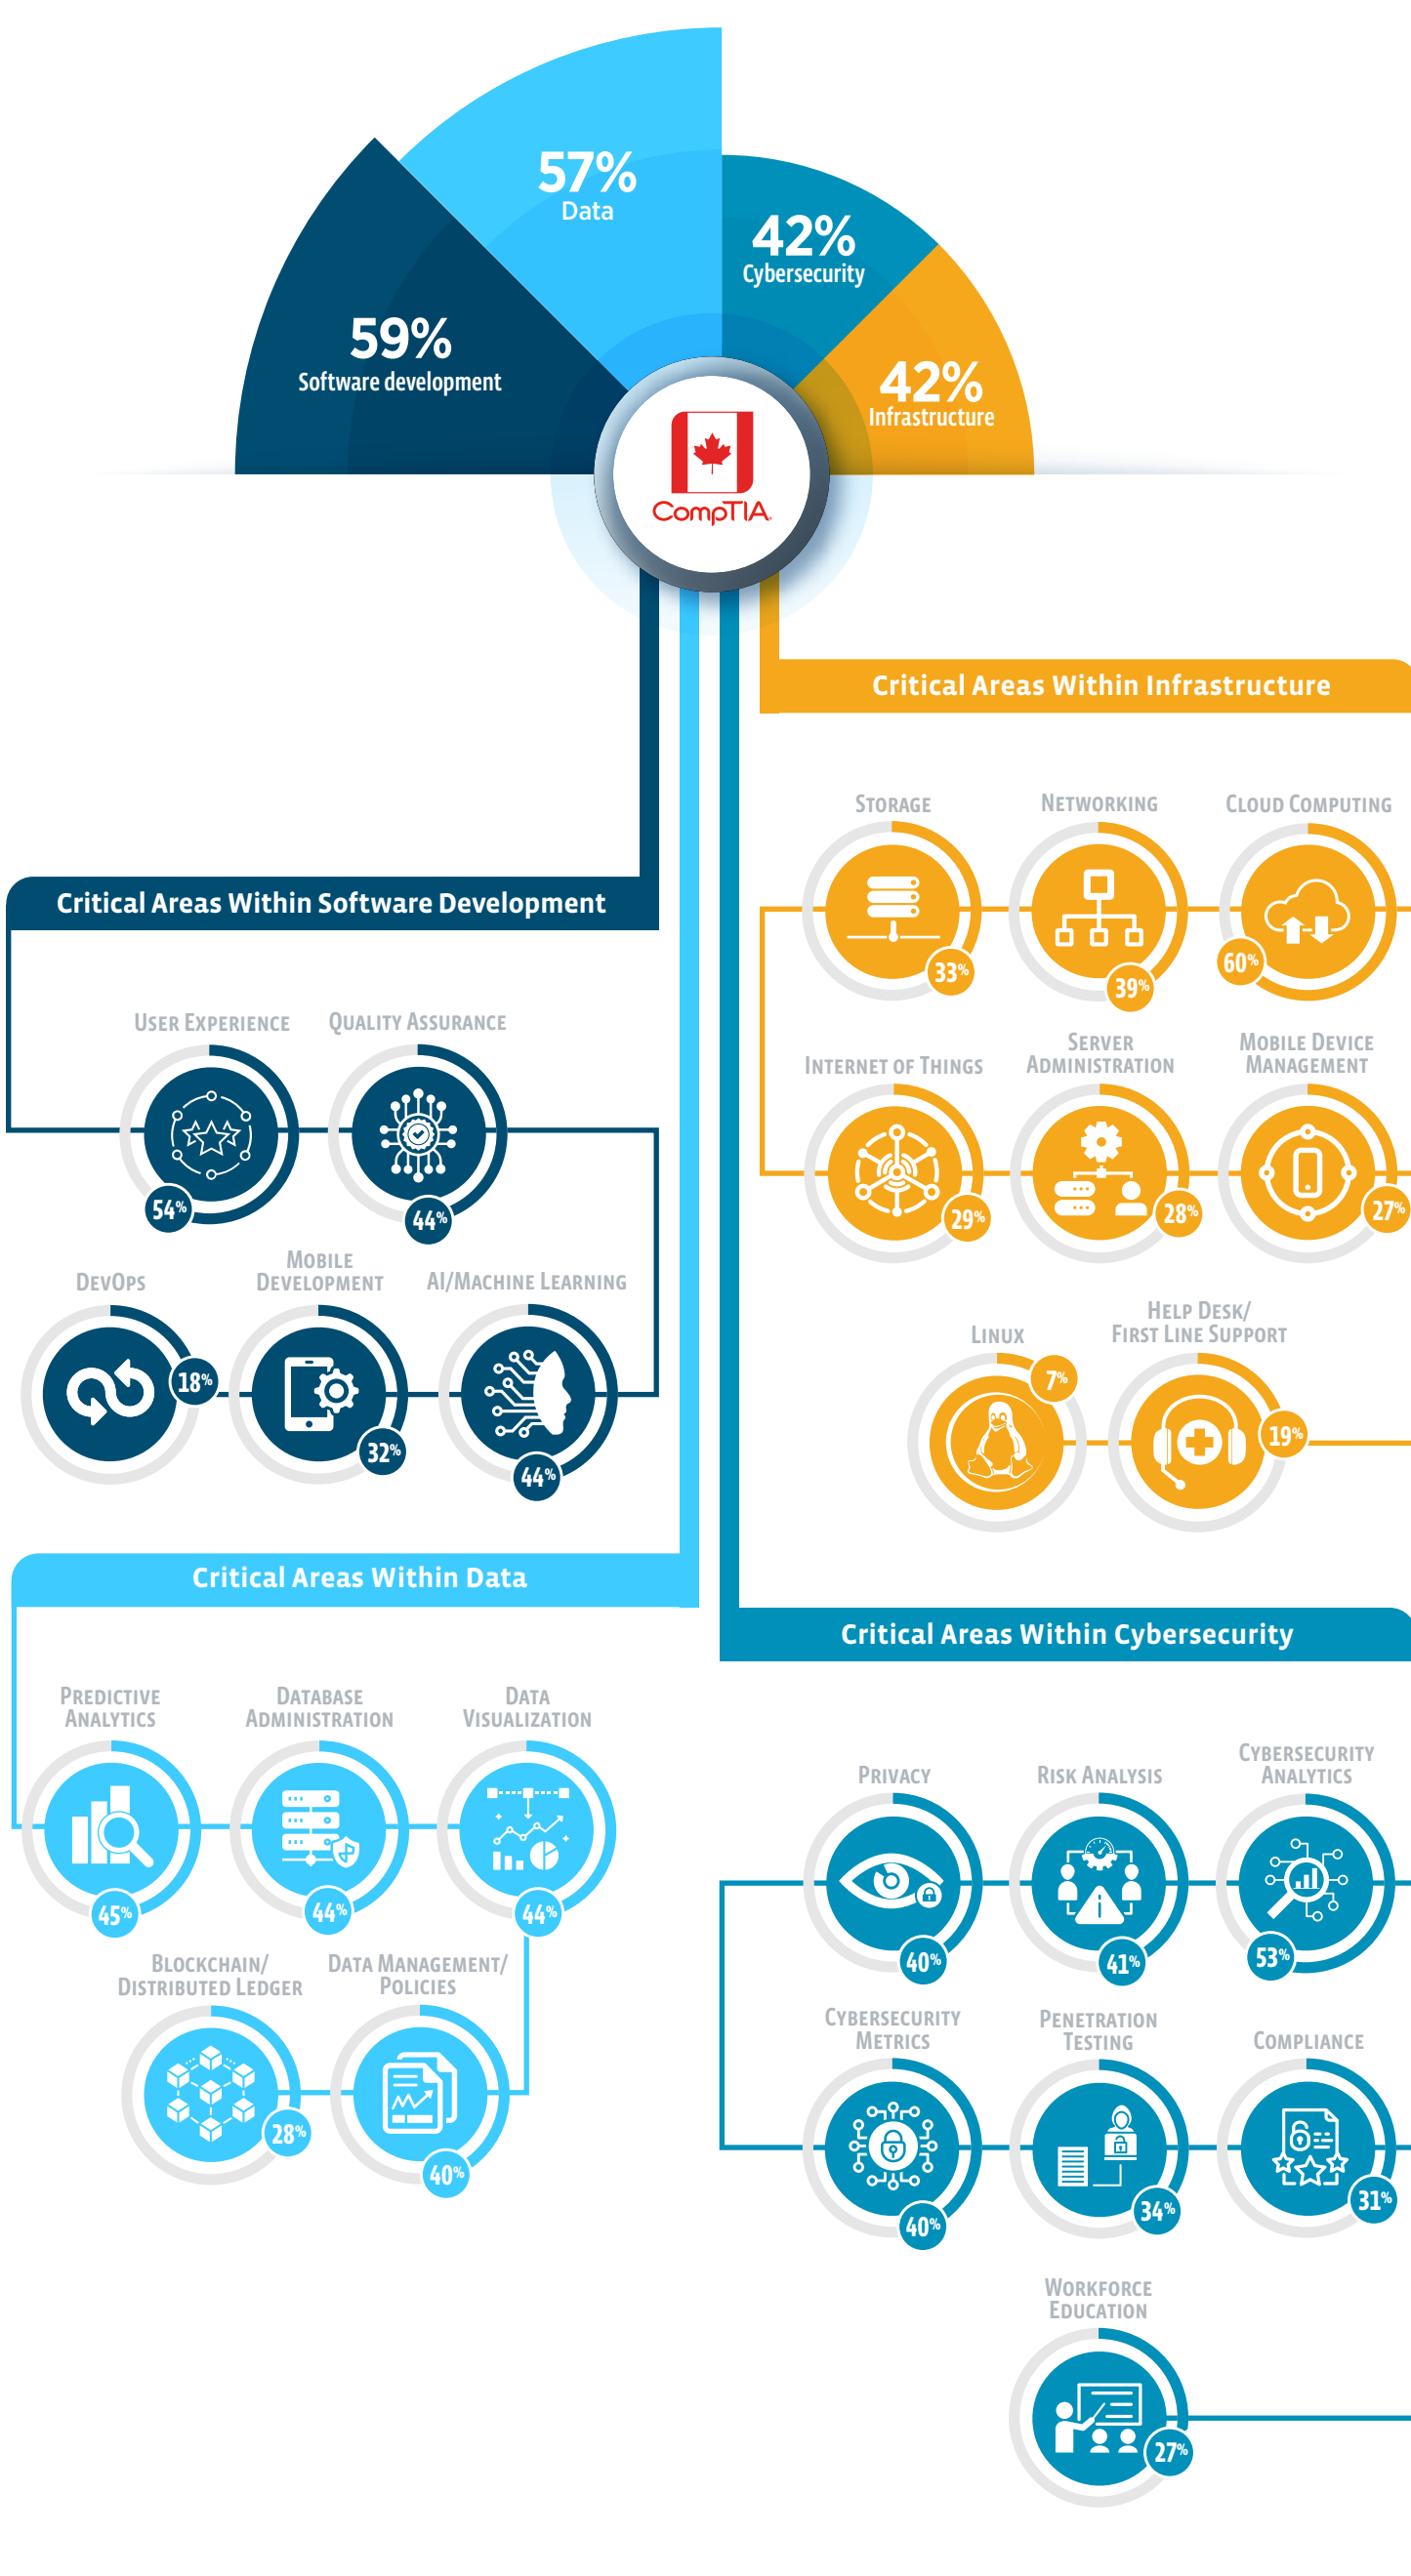 57%
Data
42%
Cybersecurity
59%
Software development
42%
Infrastructure
CompTIA.
Critical Areas Within Infrastructure
STORAGE
NETWORKING
CLOUD COMPUTING
33%
39%
60%
INTERNET OF THINGS
SERVER
ADMINISTRATION
MOBILE DEVICE
MANAGEMENT
29%
28%
27%
LINUX
HELP DESK/
FIRST LINE SUPPORT
7%
19%
Critical Areas Within Software Development
USER EXPERIENCE
QUALITY ASSURANCE
54%
44%
DEVOPS
MOBILE
DEVELOPMENT
AI/MACHINE LEARNING
18%
32%
44%
Critical Areas Within Data
PREDICTIVE
ANALYTICS
DATABASE
ADMINISTRATION
DATA
VISUALIZATION
45%
44%
44%
BLOCKCHAIN/
DISTRIBUTED LEDGER
DATA MANAGEMENT/
POLICIES
28%
40%
Critical Areas Within Cybersecurity
PRIVACY
RISK ANALYSIS
CYBERSECURITY
ANALYTICS
40%
41%
53%
CYBERSECURITY
METRICS
PENETRATION
TESTING
COMPLIANCE
40%
34%
31%
WORKFORCE
EDUCATION
27%